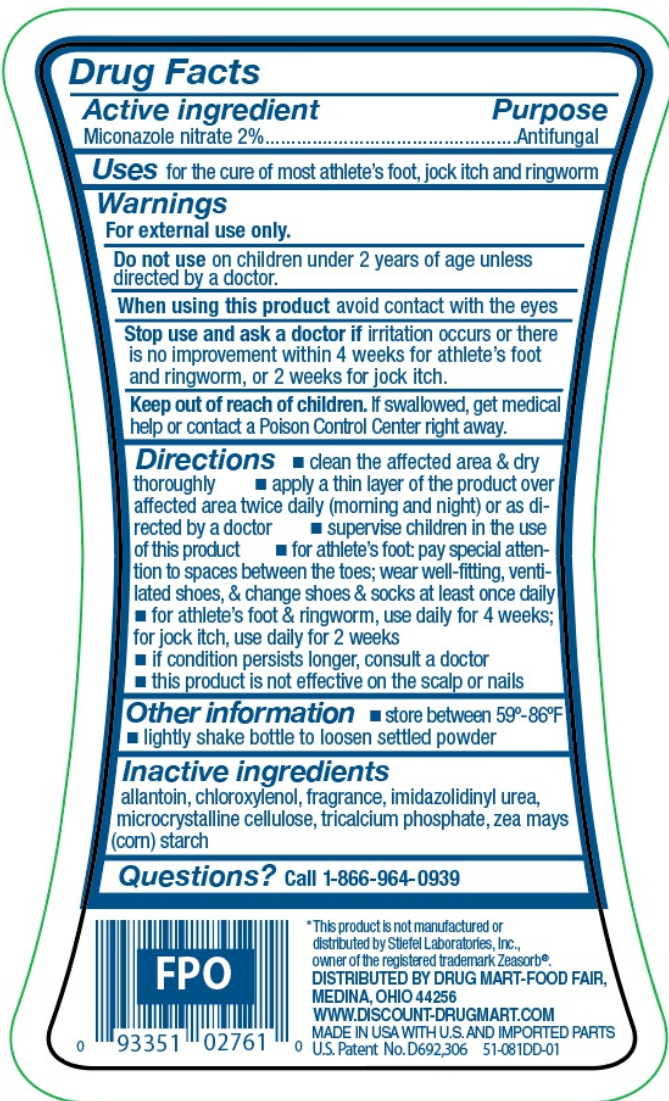 Drug Facts
Active ingredient Purpose
Miconazole nitrate 2%................................................Antifungal
Uses for the cure of most athlete's foot, jock itch and ringworm
Warnings
For external use only.
Do not use on children under 2 years of age unless
directed by a doctor.
When using this product avoid contact with the eyes
Stop use and ask a doctor if irritation occurs or there
is no improvement within 4 weeks for athlete's foot
and ringworm, or 2 weeks for jock itch.
Keep out of reach of children. If swallowed, get medical
help or contact a Poison Control Center right away.
Directions ■ clean the affected area & dry
thoroughly ■ apply a thin layer of the product over
affected area twice daily (morning and night) or as di-
rected by a doctor ■ supervise children in the use
of this product ■ for athlete's foot: pay special atten-
tion to spaces between the toes; wear well-fitting, venti-
lated shoes, & change shoes & socks at least once daily
■ for athlete's foot & ringworm, use daily for 4 weeks;
for jock itch, use daily for 2 weeks
■ if condition persists longer, consult a doctor
■ this product is not effective on the scalp or nails
Other information ■ store between 59º-86ºF
■ lightly shake bottle to loosen settled powder
Inactive ingredients
allantoin, chloroxylenol, fragrance, imidazolidinyl urea,
microcrystalline cellulose, tricalcium phosphate, zea mays
(corn) starch
Questions? Call 1-866-964-0939
FPO
0 93351 02761 0
*This product is not manufactured or
distributed by Stiefel Laboratories, Inc.,
owner of the registered trademark Zeasorb®.
DISTRIBUTED BY DRUG MART-FOOD FAIR,
MEDINA, OHIO 44256
WWW.DISCOUNT-DRUGMART.COM
MADE IN USA WITH U.S. AND IMPORTED PARTS
U.S. Patent No. D692,306 51-081DD-01